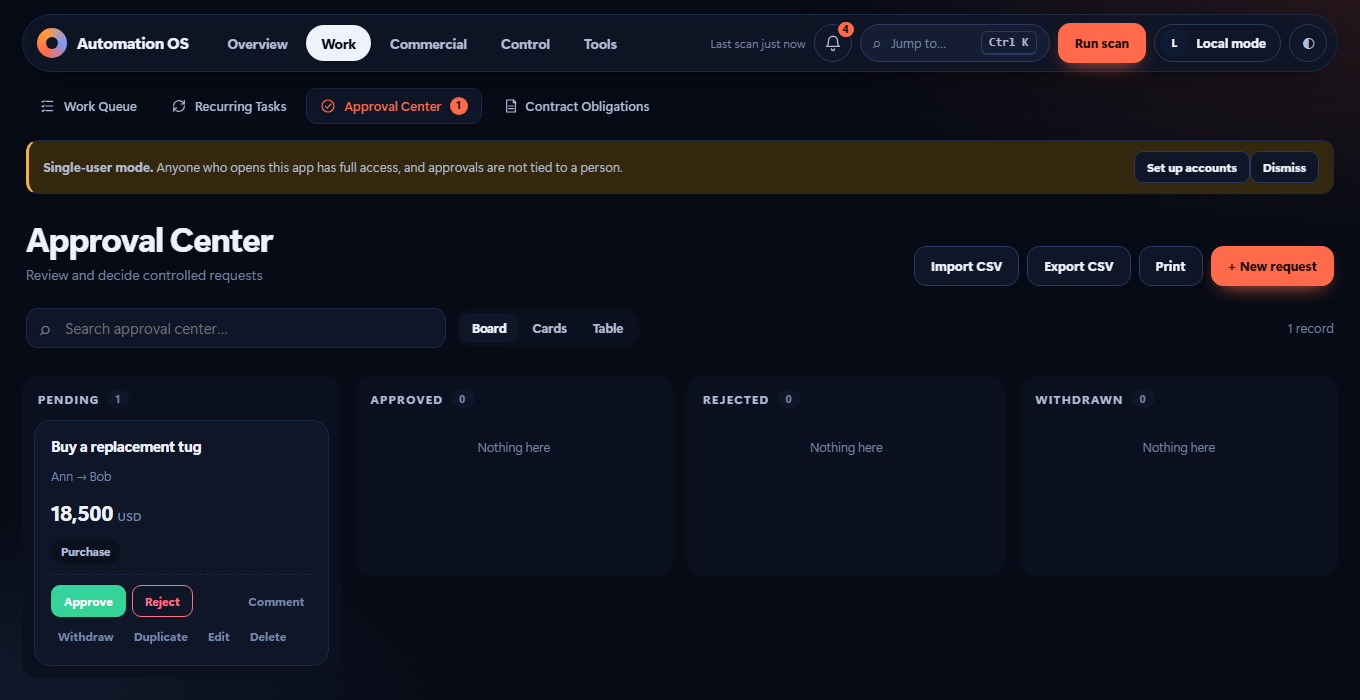 Automation OS Overview Work Commercial Control Tools Last scan just now 4 Jump to... Ctrl K Run scan L Local mode
Work Queue Recurring Tasks Approval Center 1 Contract Obligations
Single-user mode. Anyone who opens this app has full access, and approvals are not tied to a person. Set up accounts Dismiss
Approval Center
Review and decide controlled requests
Import CSV Export CSV Print + New request
Search approval center... Board Cards Table 1 record
PENDING 1 APPROVED 0 REJECTED 0 WITHDRAWN 0
Buy a replacement tug
Nothing here Nothing here Nothing here
Ann → Bob
18,500 USD
Purchase
Approve Reject Comment
Withdraw Duplicate Edit Delete